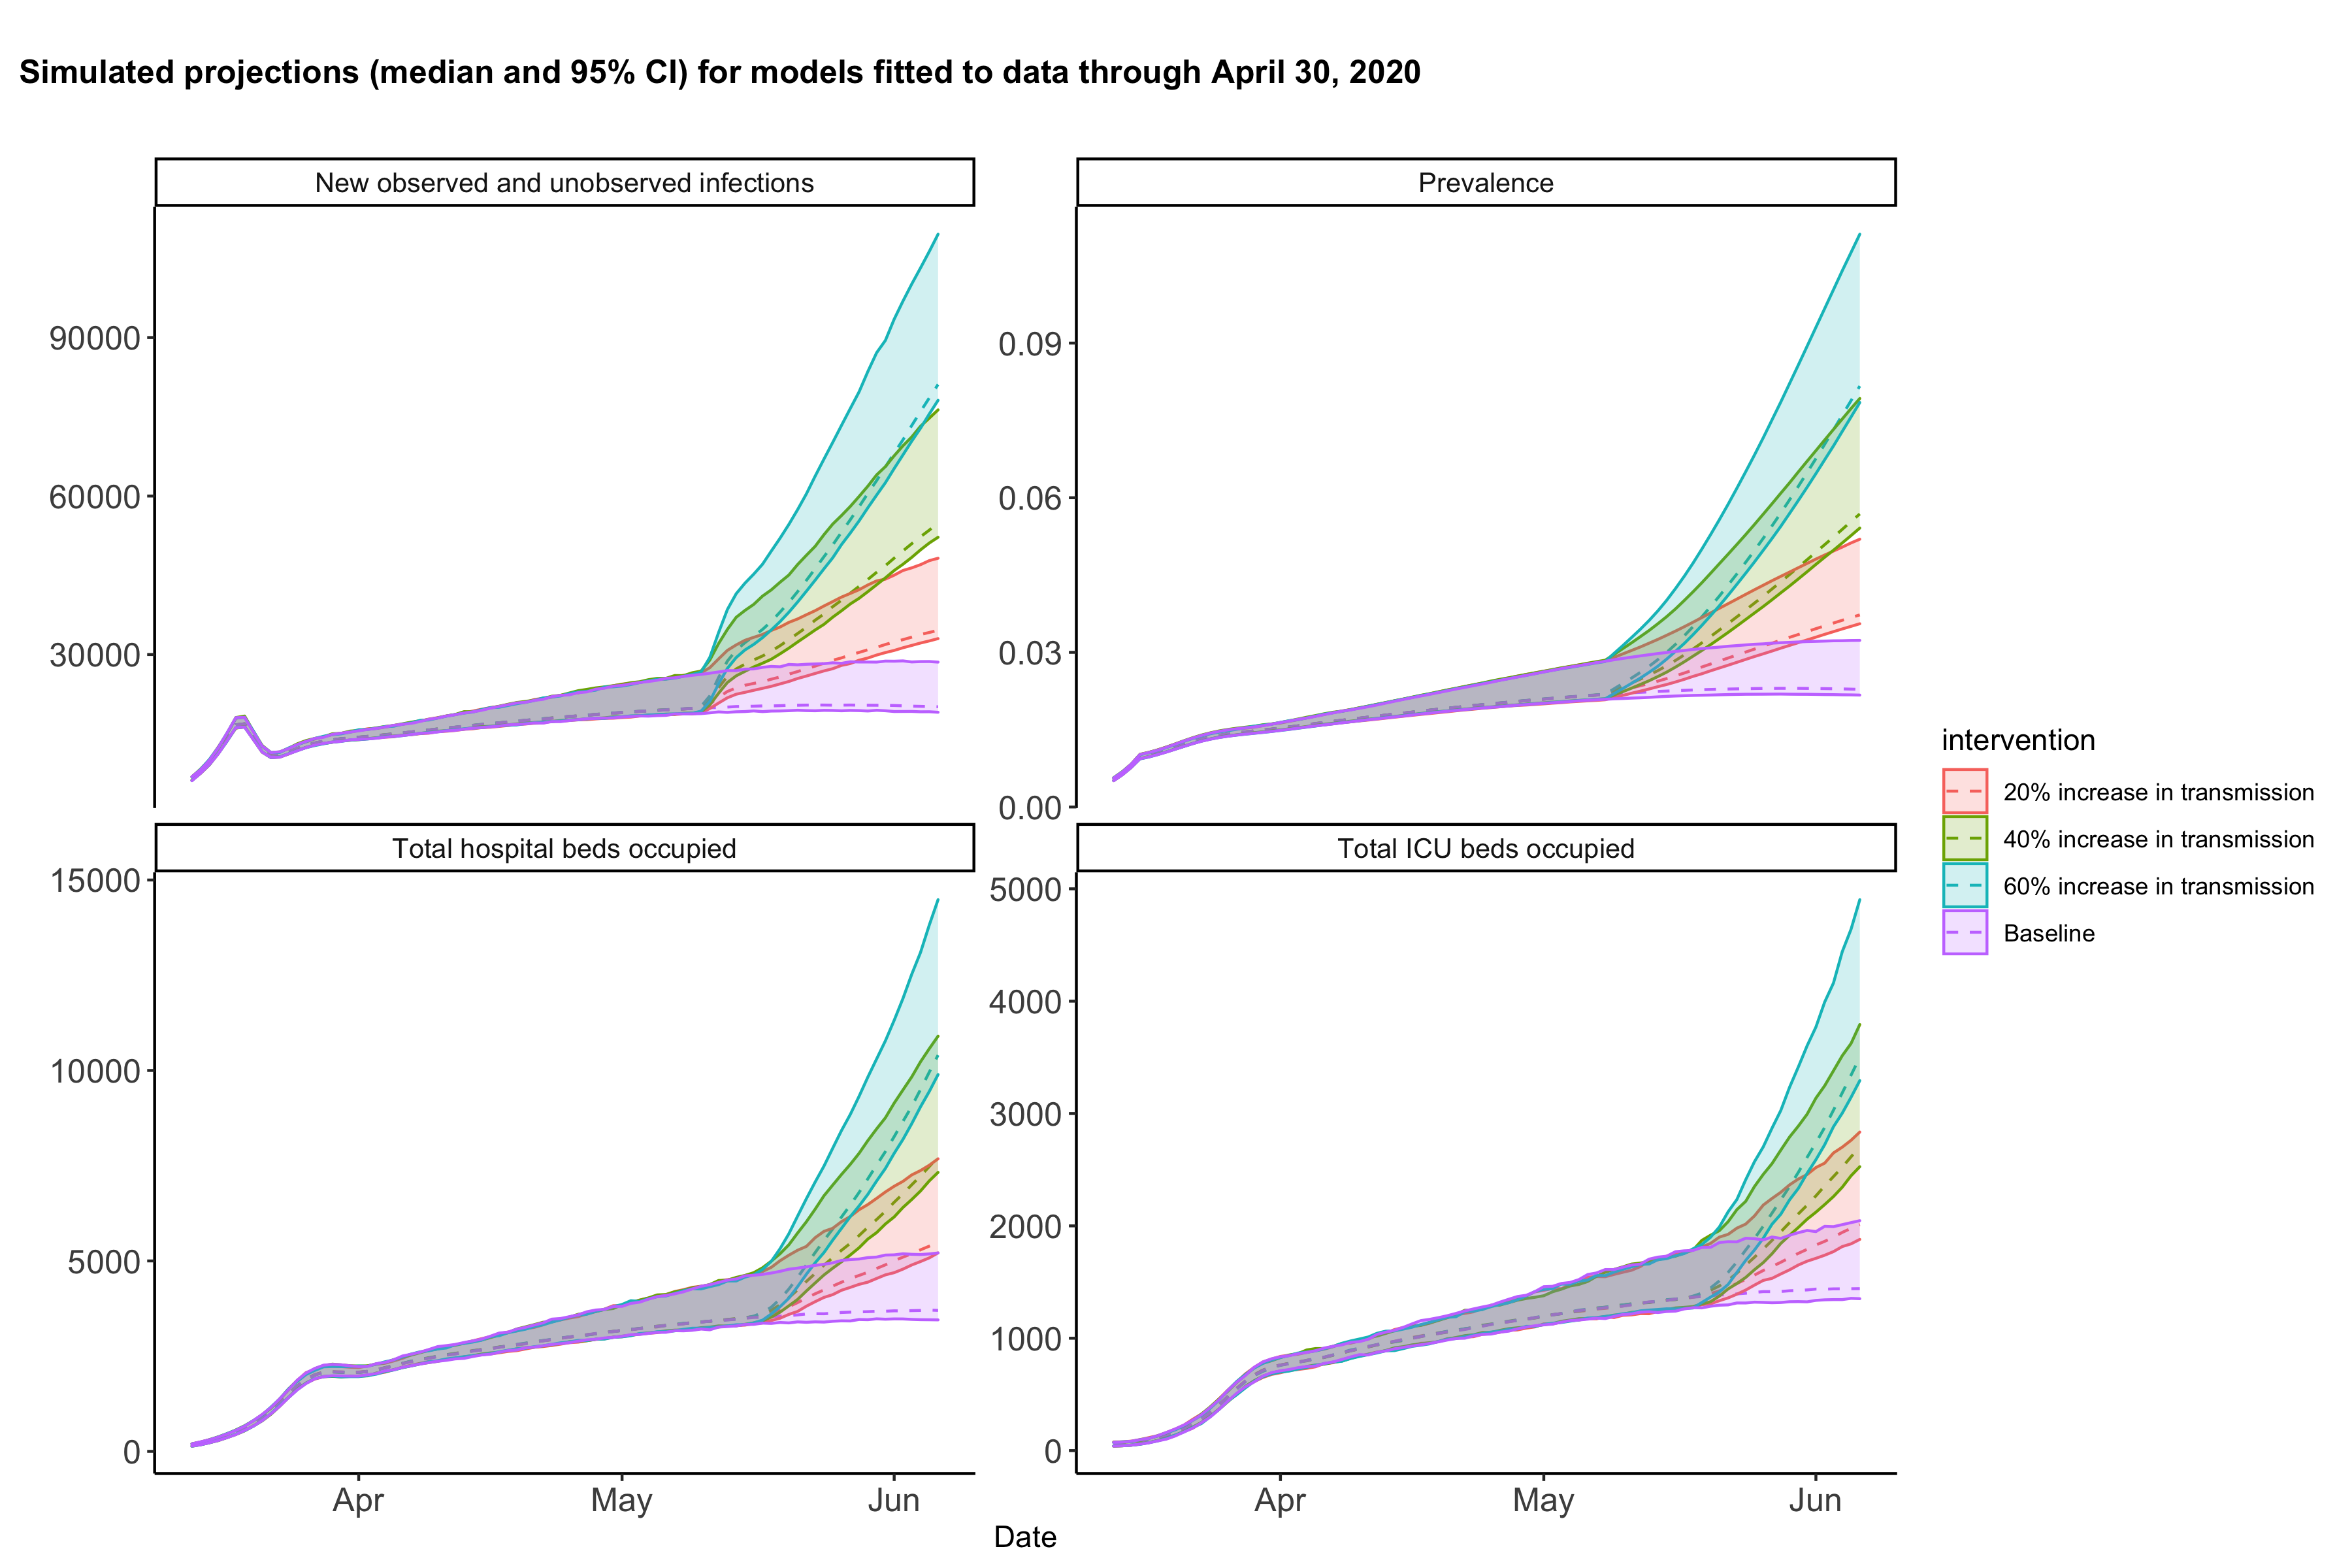 Simulated projections (median and 95% CI) for models fitted to data through April 30, 2020
New observed and unobserved infections
Prevalence
90000
60000
30000
0.09
0.06
0.03
0.00
Total hospital beds occupied
Total ICU beds occupied
15000
10000
5000
0
5000
4000
3000
2000
1000
0
Apr May Jun
Apr May Jun
Date
intervention
20% increase in transmission
40% increase in transmission
60% increase in transmission
Baseline